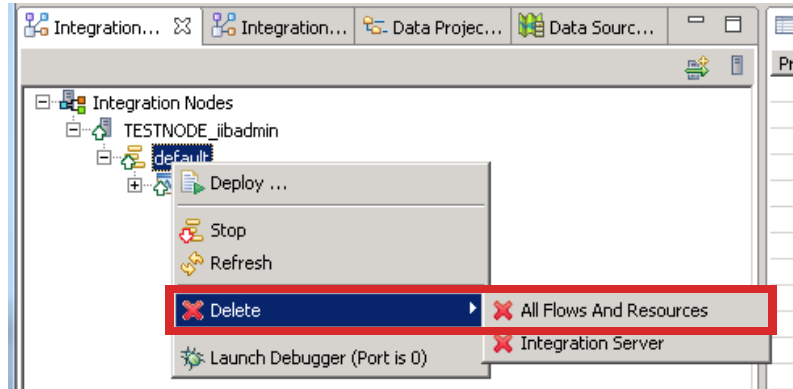 Integration... Integration... Data Projec... Data Sourc...
Pr
Integration Nodes
TESTNODE_iibadmin
default
Deploy ...
Stop
Refresh
Delete
All Flows And Resources
Integration Server
Launch Debugger (Port is 0)